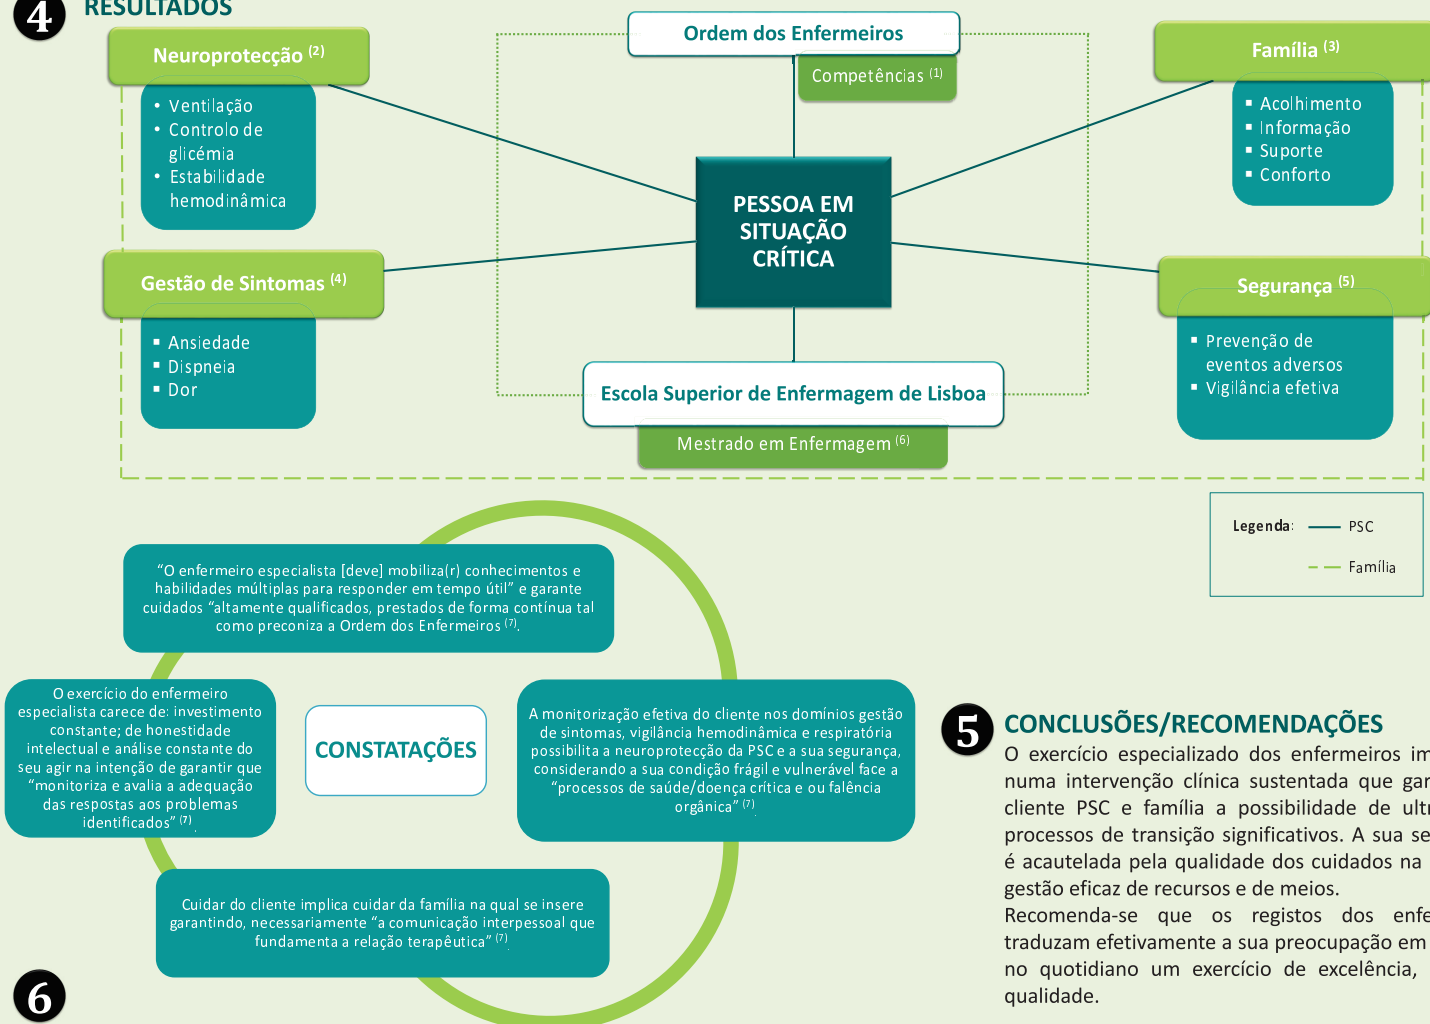 4
RESULTADOS
Neuroprotecção (2)
• Ventilação
• Controlo de
glicémia
• Estabilidade
hemodinâmica
Ordem dos Enfermeiros
Competências (1)
Família (3)
▪ Acolhimento
▪ Informação
▪ Suporte
▪ Conforto
PESSOA EM
SITUAÇÃO
CRÍTICA
Gestão de Sintomas (4)
▪ Ansiedade
▪ Dispneia
▪ Dor
Segurança (5)
▪ Prevenção de
eventos adversos
▪ Vigilância efetiva
Escola Superior de Enfermagem de Lisboa
Mestrado em Enfermagem (6)
Legenda: PSC
Família
“O enfermeiro especialista [deve] mobiliza(r) conhecimentos e
habilidades múltiplas para responder em tempo útil” e garante
cuidados “altamente qualificados, prestados de forma contínua tal
como preconiza a Ordem dos Enfermeiros (7).
O exercício do enfermeiro
especialista carece de: investimento
constante; de honestidade
intelectual e análise constante do
seu agir na intenção de garantir que
“monitoriza e avalia a adequação
das respostas aos problemas
identificados” (7).
CONSTATAÇÕES
A monitorização efetiva do cliente nos domínios gestão
de sintomas, vigilância hemodinâmica e respiratória
possibilita a neuroprotecção da PSC e a sua segurança,
considerando a sua condição frágil e vulnerável face a
“processos de saúde/doença crítica e ou falência
orgânica” (7).
Cuidar do cliente implica cuidar da família na qual se insere
garantindo, necessariamente “a comunicação interpessoal que
fundamenta a relação terapêutica” (7).
5
CONCLUSÕES/RECOMENDAÇÕES
O exercício especializado dos enfermeiros im
numa intervenção clínica sustentada que gar
cliente PSC e família a possibilidade de ultr
processos de transição significativos. A sua se
é acautelada pela qualidade dos cuidados na
gestão eficaz de recursos e de meios.
Recomenda-se que os registos dos enfe
traduzam efetivamente a sua preocupação em
no quotidiano um exercício de excelência,
qualidade.
6